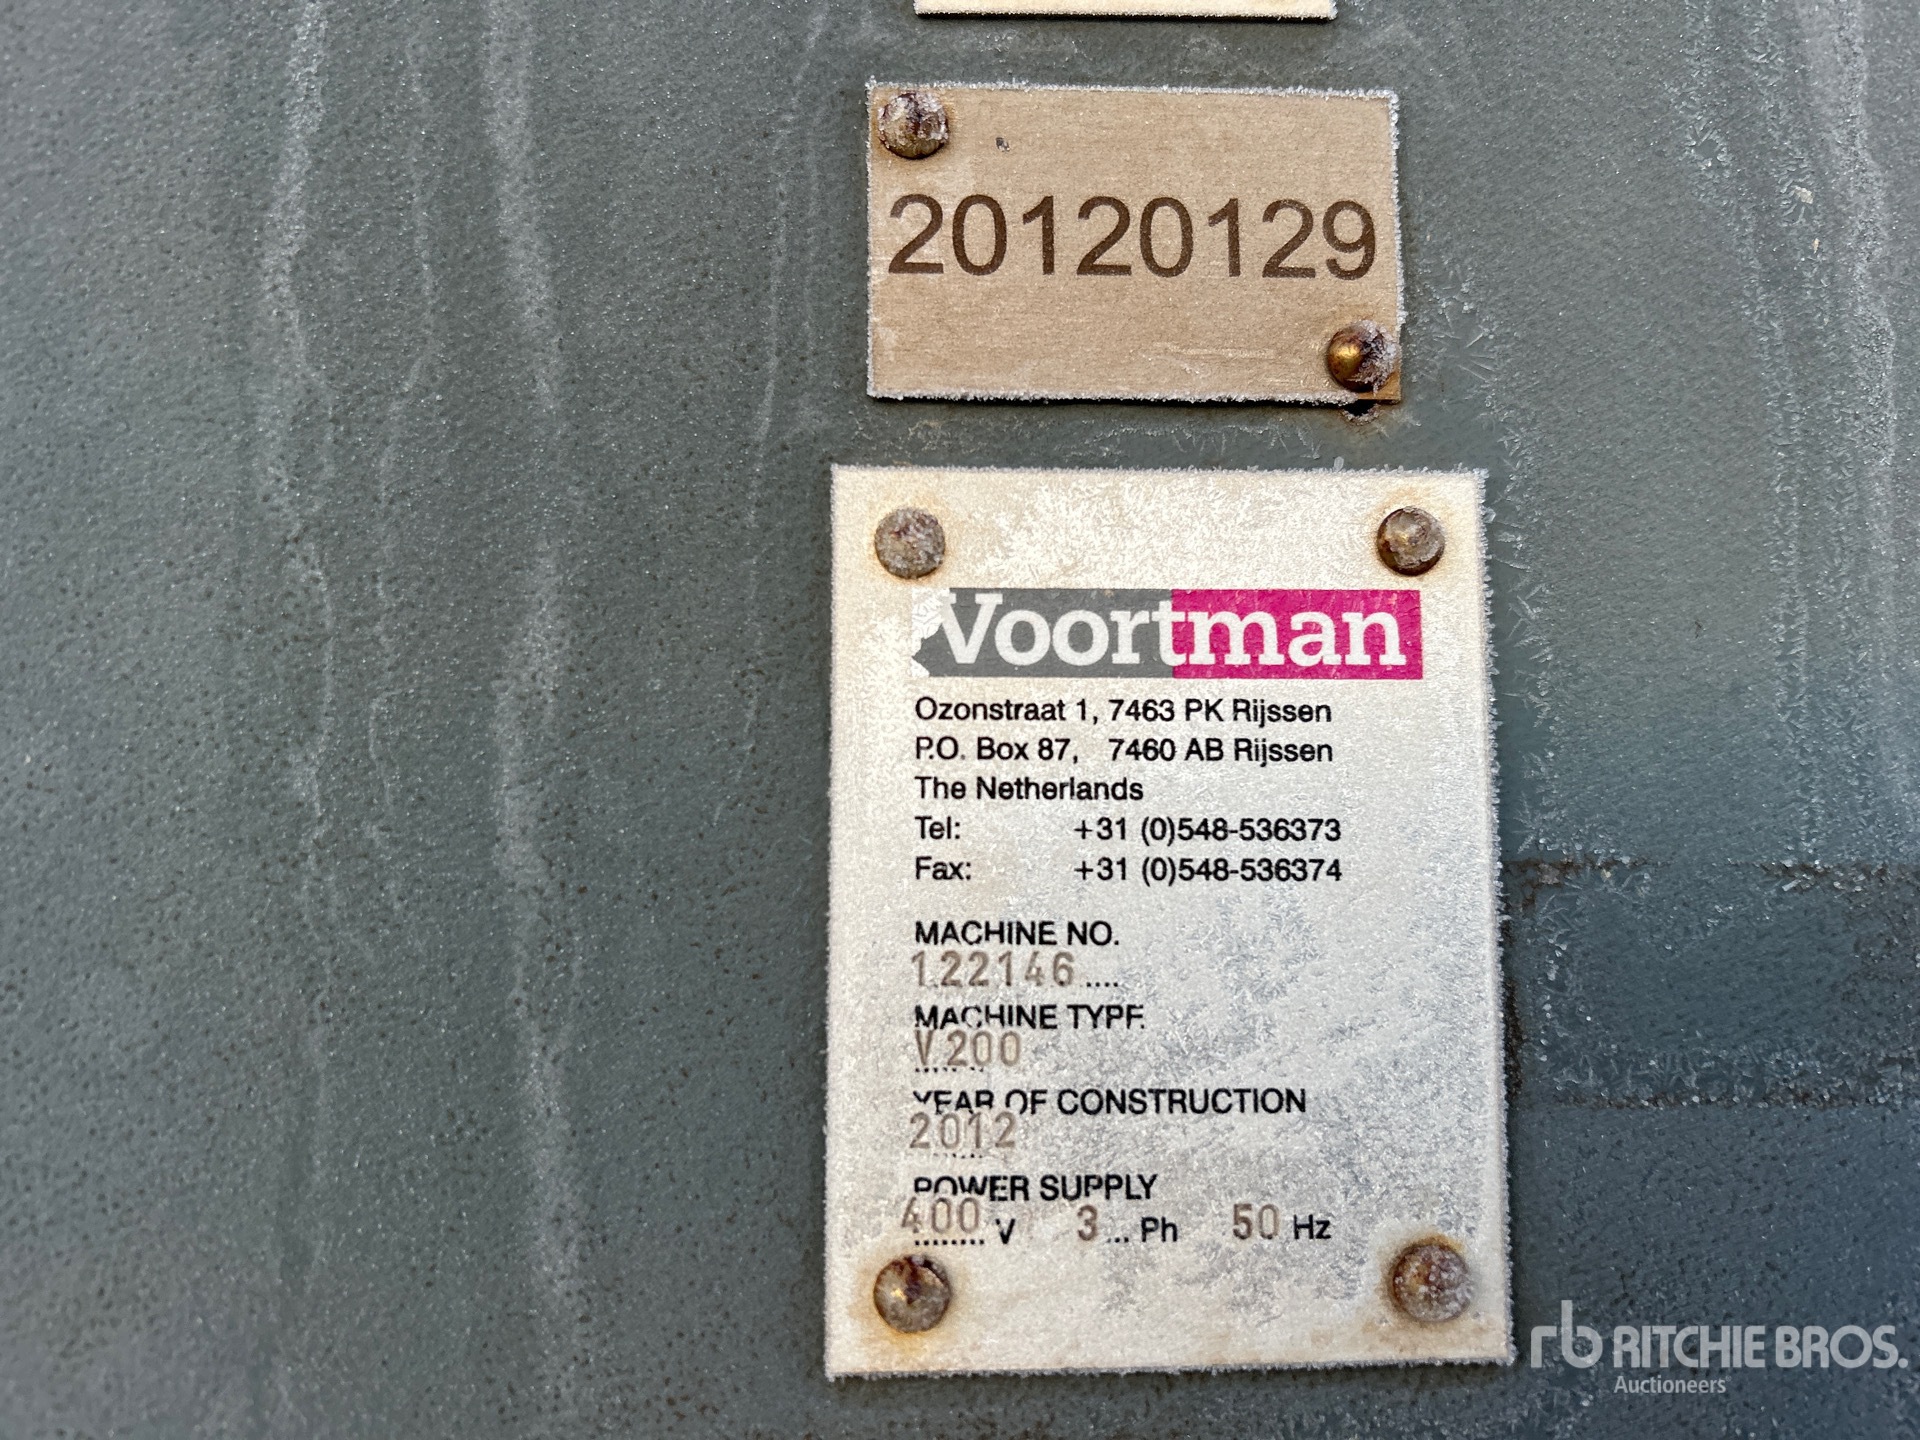 20120129
Voortman
Ozonstraat 1, 7463 PK Rijssen
P.O. Box 87, 7460 AB Rijssen
The Netherlands
Tel: +31 (0)548-536373
Fax: +31 (0)548-536374
MACHINE NO.
122146....
MACHINE TYPE
V200
YEAR OF CONSTRUCTION
2012
POWER SUPPLY
400 V 3... Ph 50 Hz
rb RITCHIE BROS.
Auctioneers